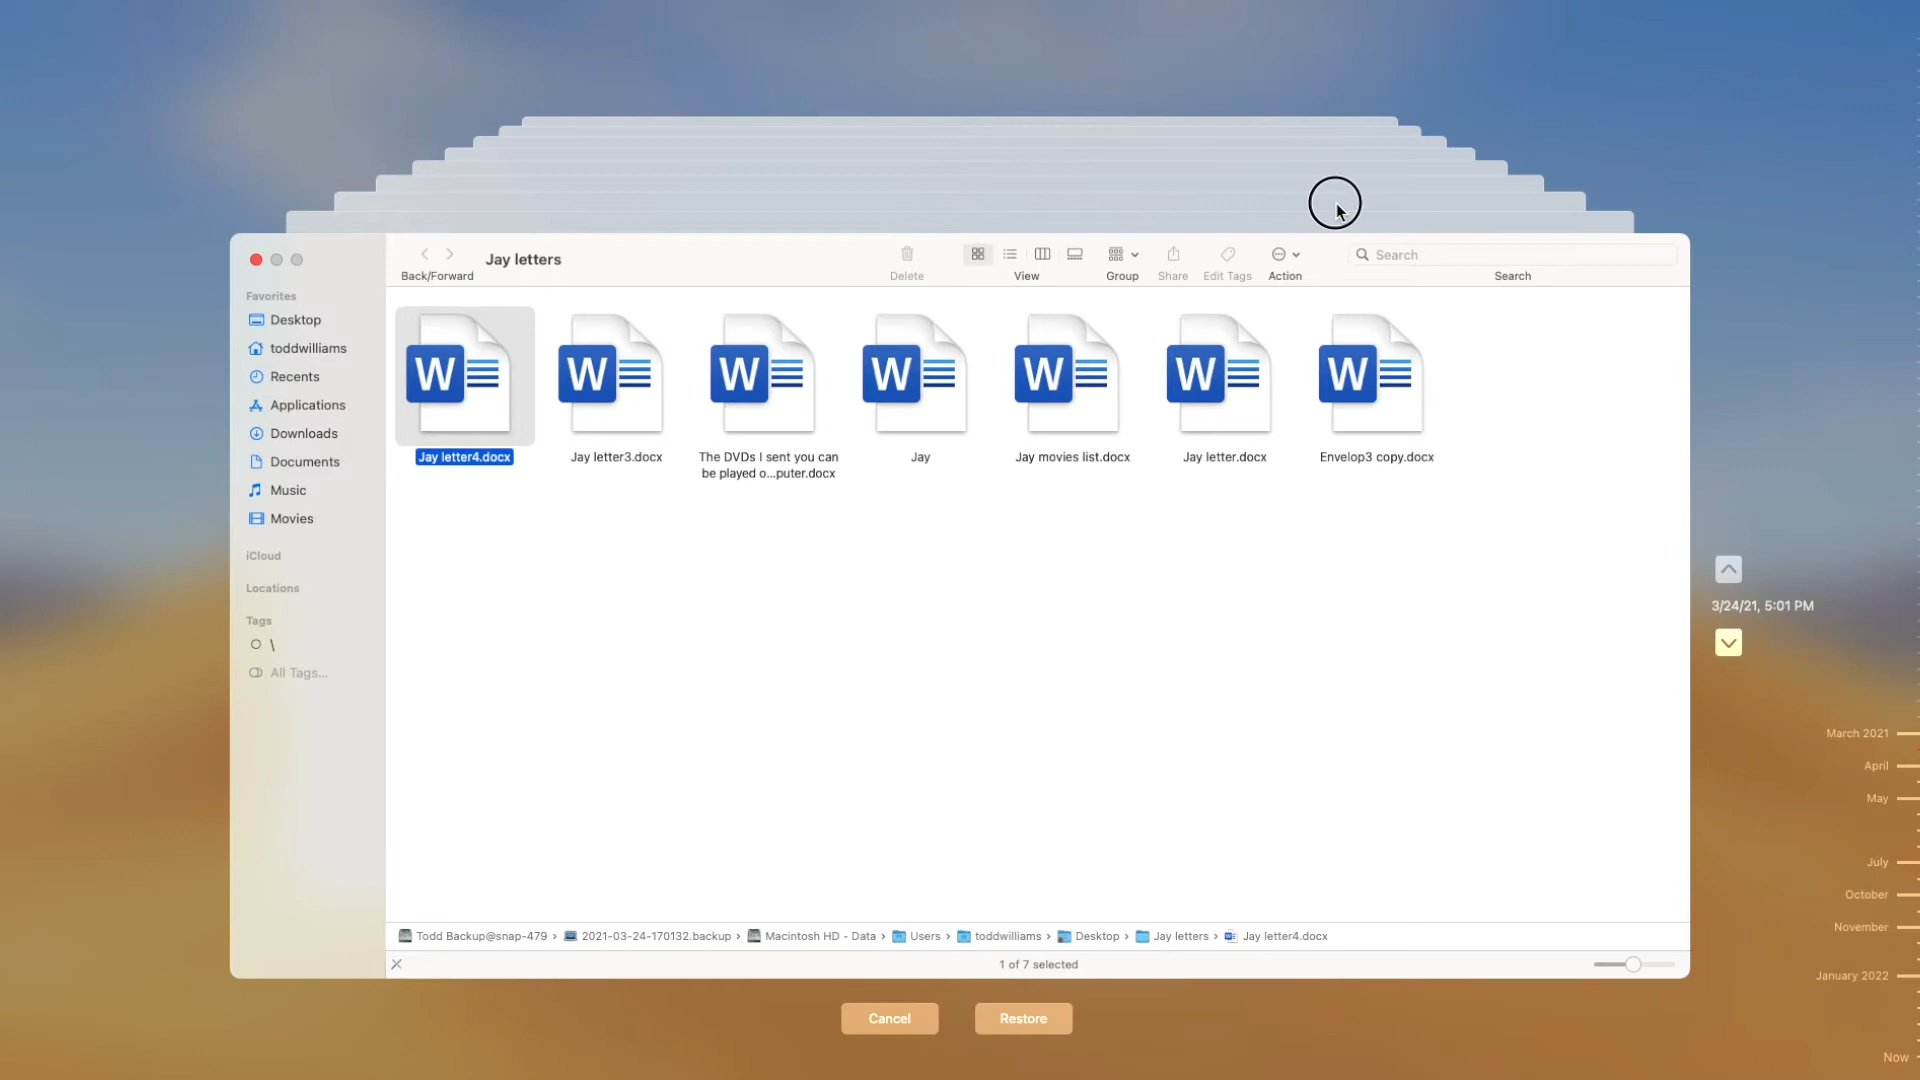 Jay letters
Back/Forward
Delete
View
Group
Share
Edit Tags
Action
Search
Search
Favorites
Desktop
toddwilliams
Recents
Applications
Downloads
Documents
Music
Movies
iCloud
Locations
Tags
\
All Tags...
W
W
W
W
W
W
W
Jay letter4.docx
Jay letter3.docx
The DVDs I sent you can
be played o...puter.docx
Jay
Jay movies list.docx
Jay letter.docx
Envelop3 copy.docx
3/24/21, 5:01 PM
March 2021
April
May
July
October
November
January 2022
Now
Todd Backup@snap-479 › 2021-03-24-170132.backup › Macintosh HD - Data › Users › toddwilliams › Desktop › Jay letters › Jay letter4.docx
1 of 7 selected
Cancel
Restore